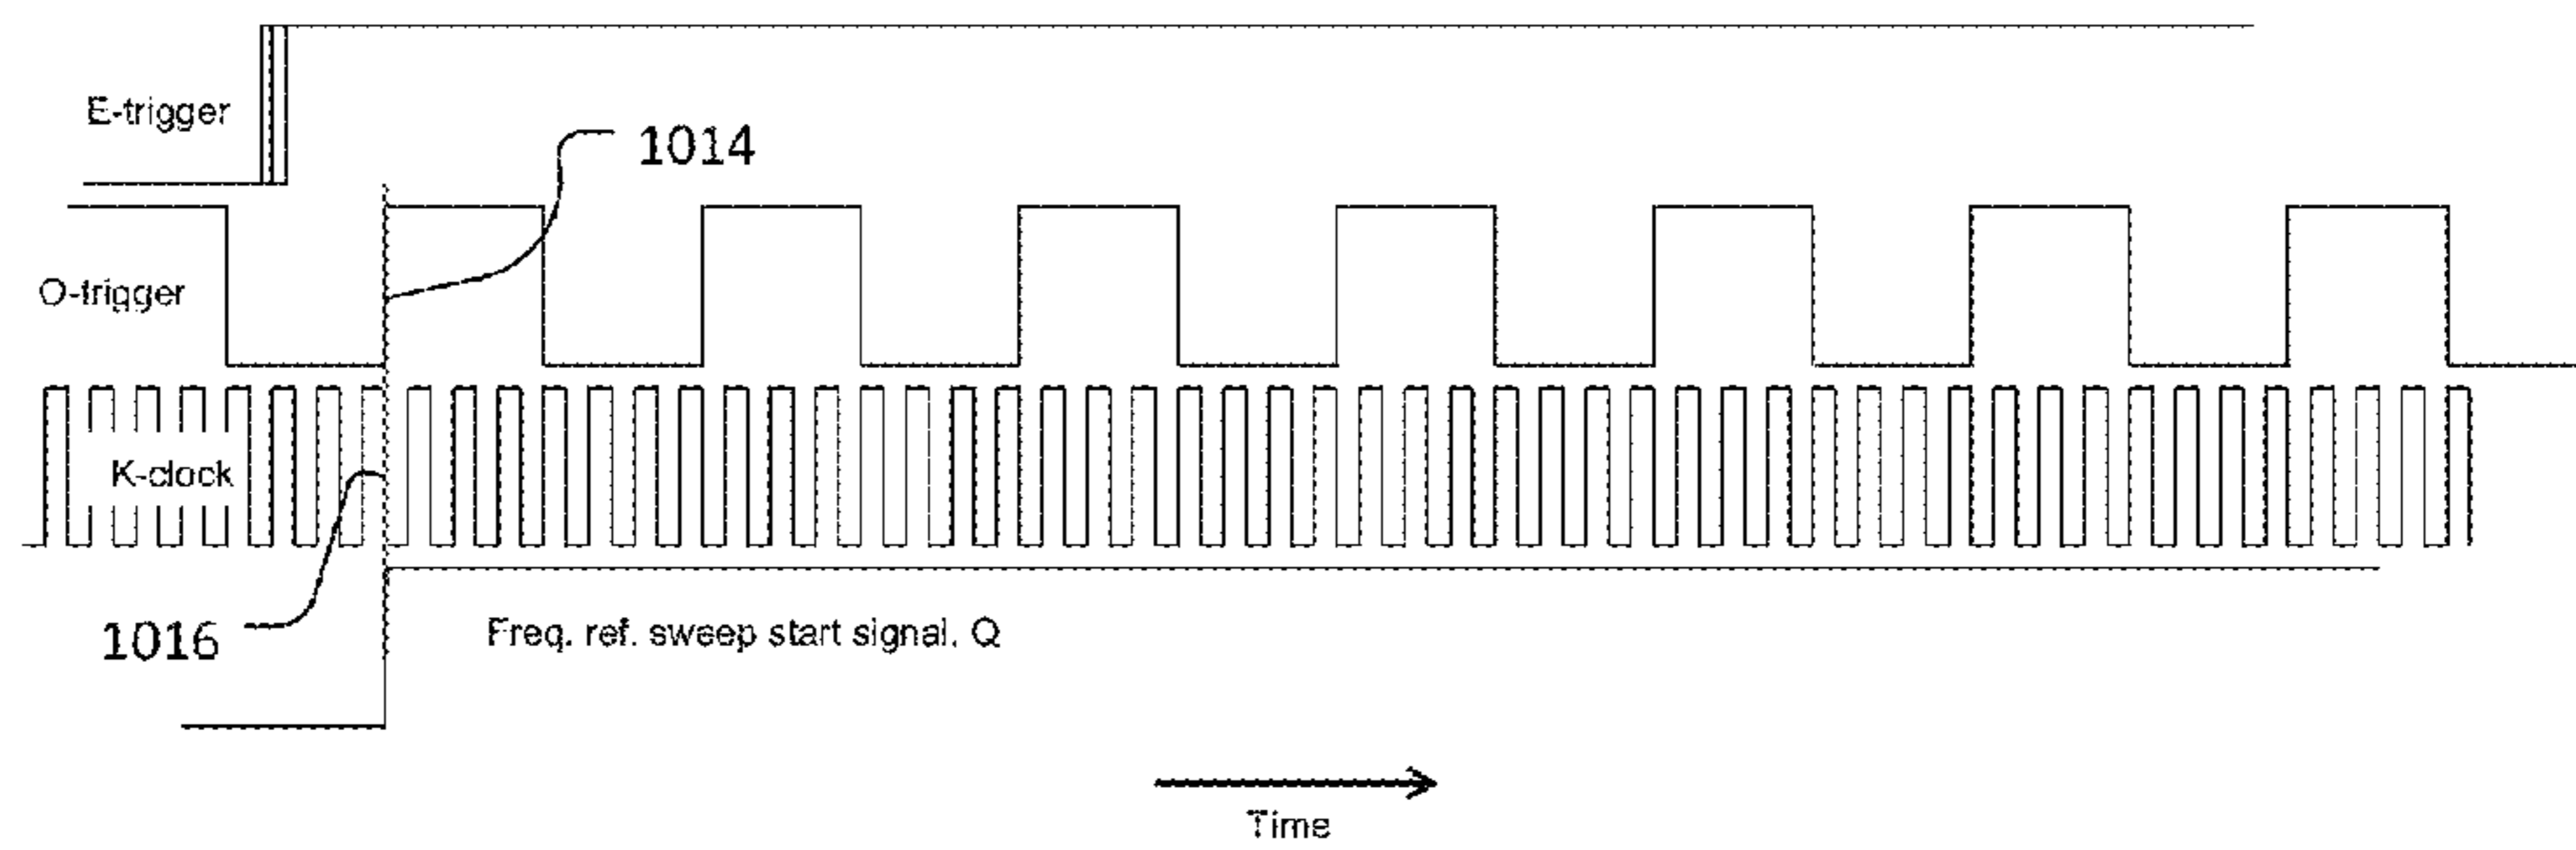 E-trigger
1014
O-trigger
K-clock
1016
Freq. ref. sweep start signal, Q
Time